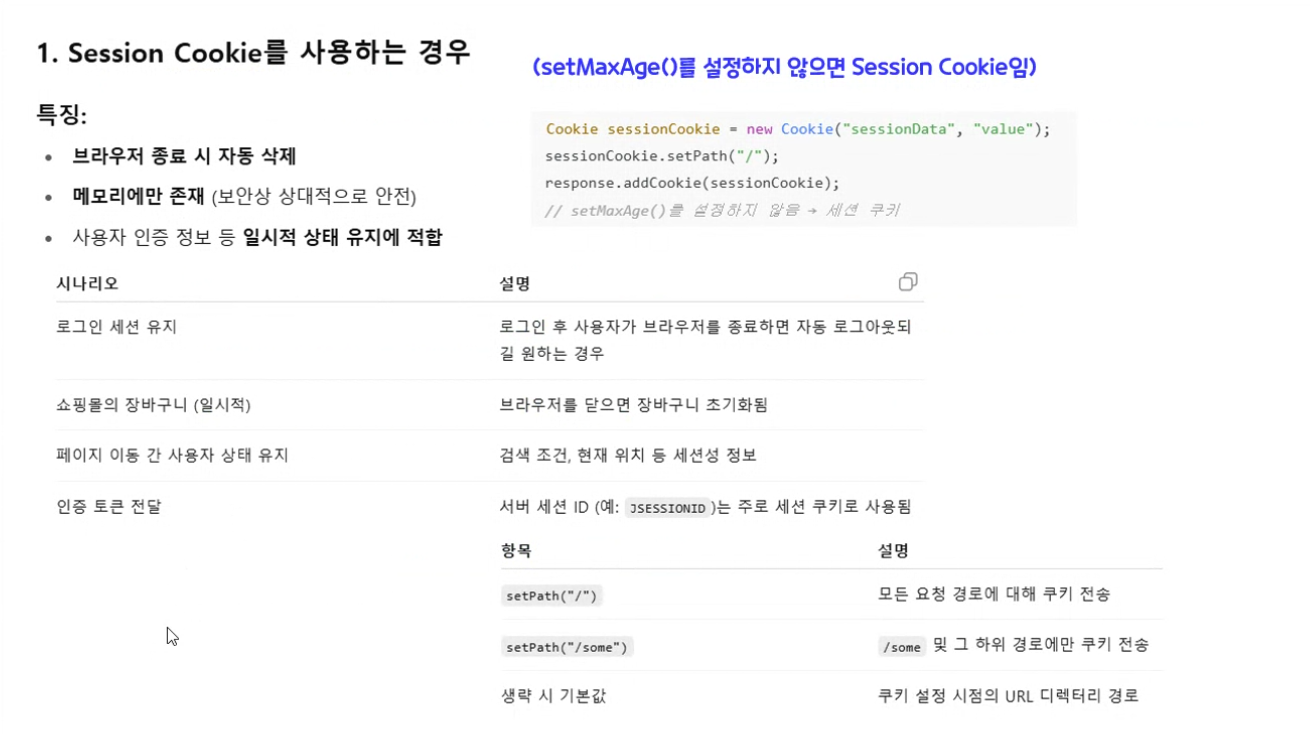 1. Session Cookie를 사용하는 경우
(setMaxAge()를 설정하지 않으면 Session Cookie임)
특징:
• 브라우저 종료 시 자동 삭제
• 메모리에만 존재 (보안상 상대적으로 안전)
• 사용자 인증 정보 등 일시적 상태 유지에 적합
Cookie sessionCookie = new Cookie("sessionData", "value");
sessionCookie.setPath("/");
response.addCookie(sessionCookie);
// setMaxAge()를 설정하지 않음 → 세션 쿠키
시나리오 설명
로그인 세션 유지 로그인 후 사용자가 브라우저를 종료하면 자동 로그아웃되
길 원하는 경우
쇼핑몰의 장바구니 (일시적) 브라우저를 닫으면 장바구니 초기화됨
페이지 이동 간 사용자 상태 유지 검색 조건, 현재 위치 등 세션성 정보
인증 토큰 전달 서버 세션 ID (예: JSESSIONID)는 주로 세션 쿠키로 사용됨
항목 설명
setPath("/") 모든 요청 경로에 대해 쿠키 전송
setPath("/some") /some 및 그 하위 경로에만 쿠키 전송
생략 시 기본값 쿠키 설정 시점의 URL 디렉터리 경로